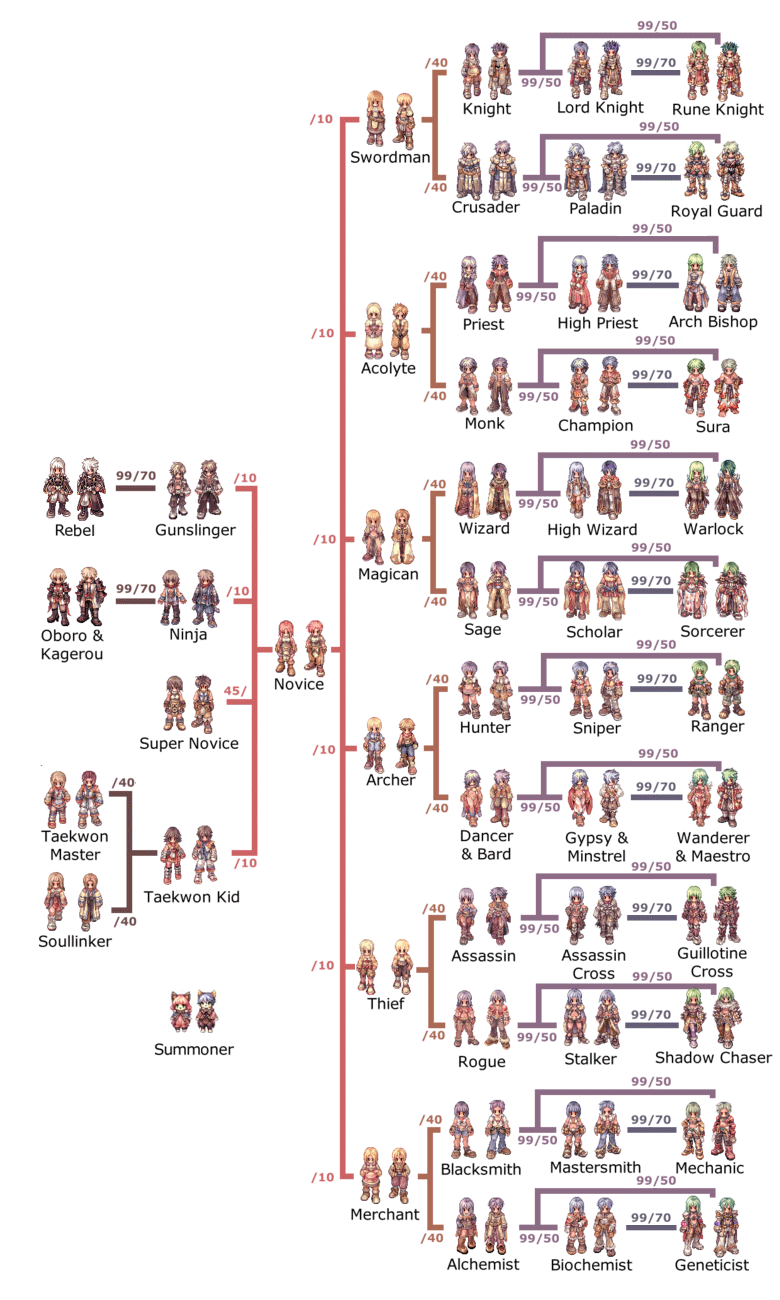 99/50
/40
99/70
99/50
Knight
Lord Knight
Rune Knight
/10
Swordman
99/50
/40
99/70
99/50
Crusader
Paladin
Royal Guard
99/50
/40
99/70
99/50
Priest
High Priest
Arch Bishop
/10
Acolyte
99/50
/40
99/70
99/50
Monk
Champion
Sura
99/50
/40
99/70
99/50
Wizard
High Wizard
Warlock
/10
Magican
99/50
/40
99/70
99/50
Sage
Scholar
Sorcerer
99/70
/10
Rebel
Gunslinger
99/70
/10
Oboro &
Kagerou
Ninja
45/
Super Novice
Novice
/40
Taekwon
Master
/10
Taekwon Kid
/40
Soullinker
Summoner
99/50
/40
99/70
99/50
Hunter
Sniper
Ranger
/10
Archer
99/50
/40
99/70
99/50
Dancer
& Bard
Gypsy &
Minstrel
Wanderer
& Maestro
99/50
/40
99/70
99/50
Assassin
Assassin
Cross
Guillotine
Cross
/10
Thief
99/50
/40
99/70
99/50
Rogue
Stalker
Shadow Chaser
99/50
/40
99/70
99/50
Blacksmith
Mastersmith
Mechanic
/10
Merchant
99/50
/40
99/70
99/50
Alchemist
Biochemist
Geneticist